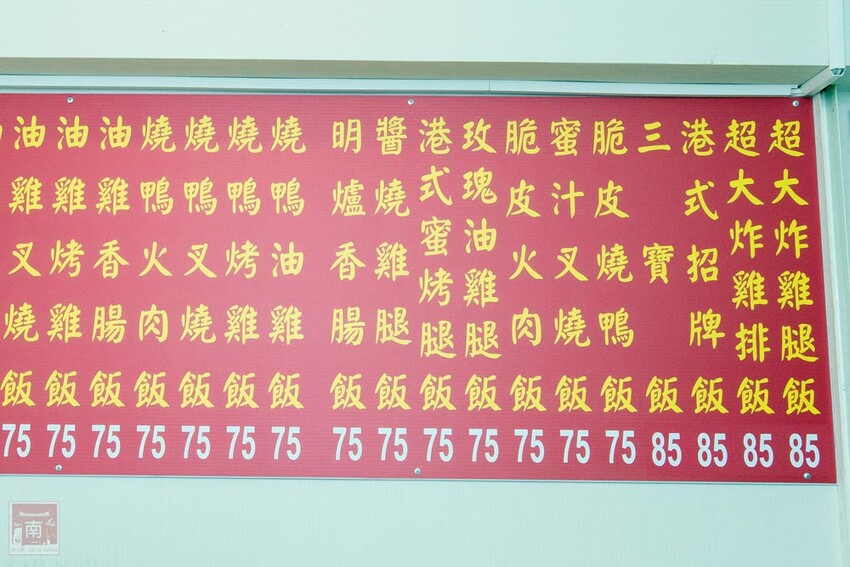 超大炸雞腿飯 85
超大炸雞排飯 85
港式招牌飯 85
三寶飯 85
脆皮燒鴨飯 75
蜜汁叉燒飯 75
脆皮火肉飯 75
玫瑰油雞腿飯 75
港式蜜烤腿飯 75
醬燒雞腿飯 75
明爐香腸飯 75
燒鴨油雞飯 75
燒鴨烤雞飯 75
燒鴨叉燒飯 75
燒鴨火肉飯 75
油雞香腸飯 75
油雞烤雞飯 75
油雞叉燒飯 75
南